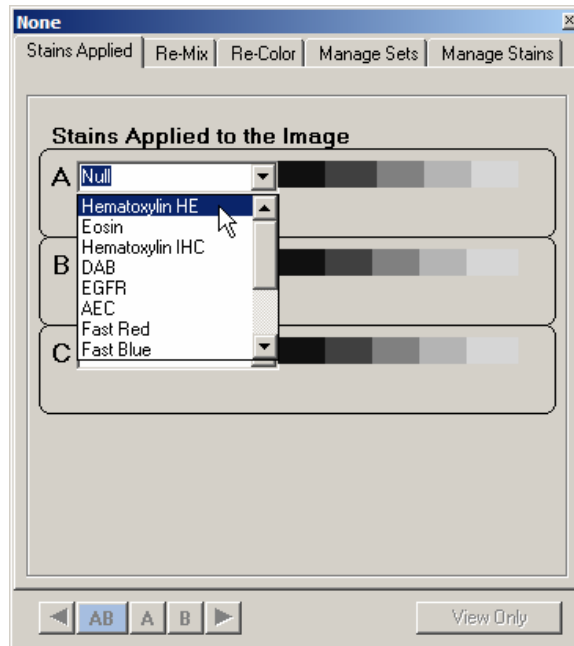 None
Stains Applied Re-Mix Re-Color Manage Sets Manage Stains
Stains Applied to the Image
A Null
Hematoxylin HE
Eosin
Hematoxylin IHC
B DAB
EGFR
AEC
Fast Red
C Fast Blue
AB A B View Only